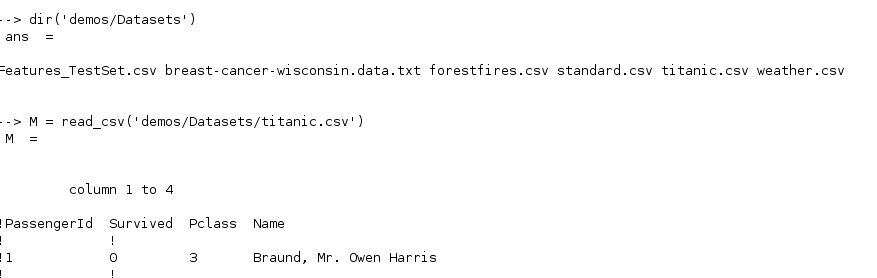 --> dir('demos/Datasets')
ans  =
Features_TestSet.csv breast-cancer-wisconsin.data.txt forestfires.csv standard.csv titanic.csv weather.csv
--> M = read_csv('demos/Datasets/titanic.csv')
M  =
column 1 to 4
!PassengerId  Survived  Pclass  Name
!             !
!1            0         3       Braund, Mr. Owen Harris
!             !